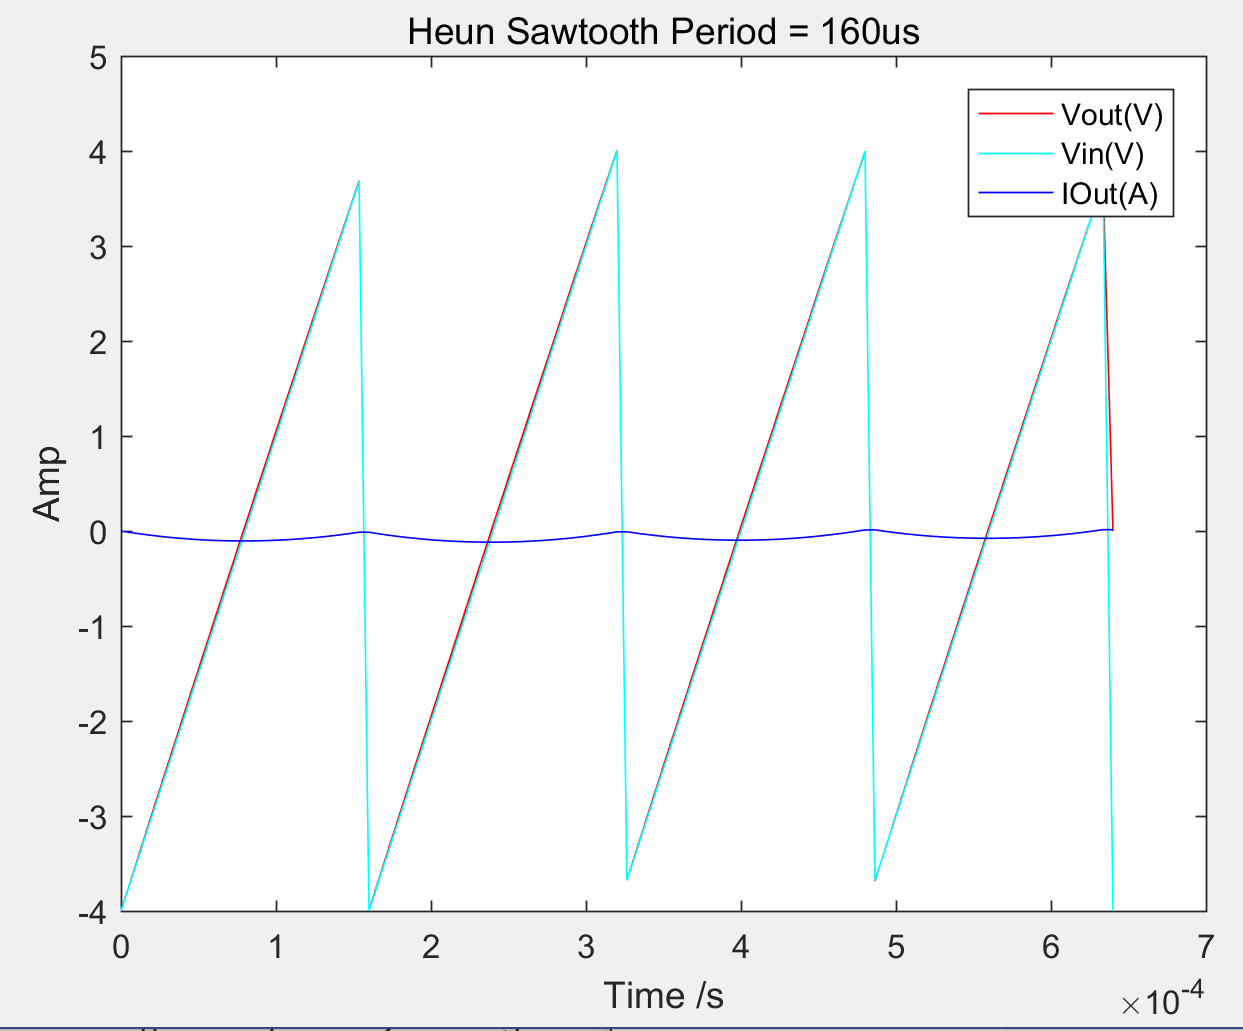 Heun Sawtooth Period = 160us
Vout(V)
Vin(V)
IOut(A)
5
4
3
2
1
0
-1
-2
-3
-4
Amp
0 1 2 3 4 5 6 7
Time /s
×10-4